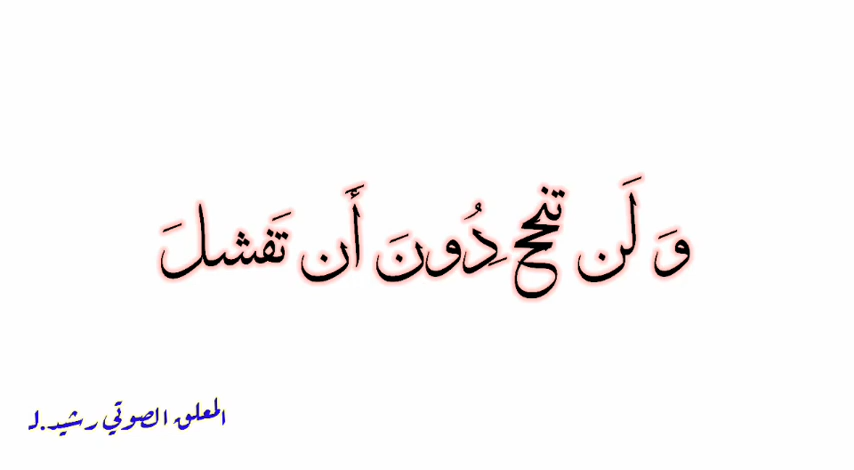 وَ لَن تنجح دُونَ أَن تَفشلَ
المعلق الصوتي رشيد.ل